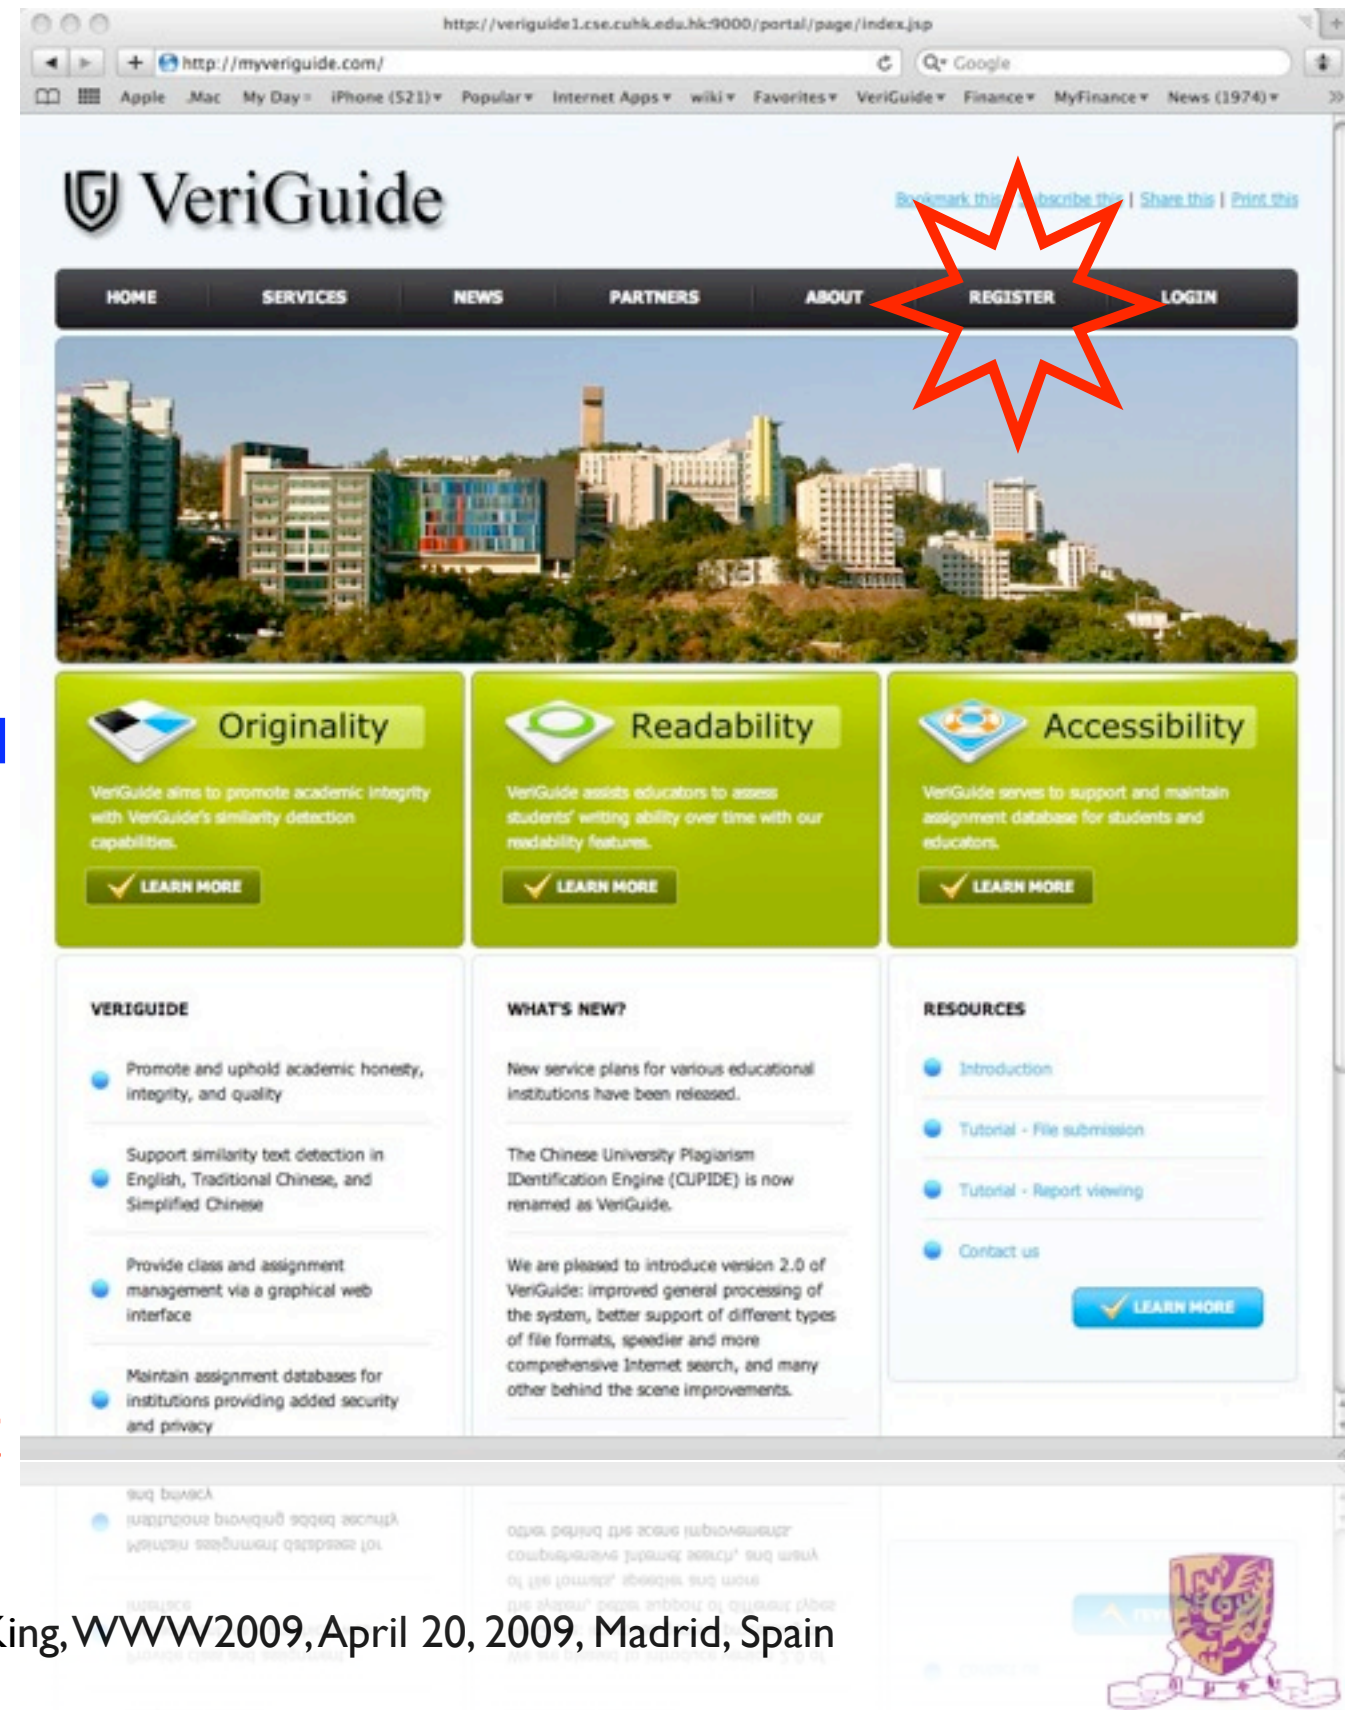 http://veriguide1.cse.cuhk.edu.hk:9000/portal/page/index.jsp
http://myveriguide.com/
Google
Apple .Mac My Day iPhone (521) Popular Internet Apps wiki Favorites VeriGuide Finance MyFinance News (1974)
VeriGuide
Bookmark this | Subscribe this | Share this | Print this
HOME SERVICES NEWS PARTNERS ABOUT REGISTER LOGIN
Originality
VeriGuide aims to promote academic integrity
with VeriGuide's similarity detection
capabilities.
LEARN MORE
Readability
VeriGuide assists educators to assess
students' writing ability over time with our
readability features.
LEARN MORE
Accessibility
VeriGuide serves to support and maintain
assignment database for students and
educators.
LEARN MORE
VERIGUIDE
Promote and uphold academic honesty,
integrity, and quality
Support similarity text detection in
English, Traditional Chinese, and
Simplified Chinese
Provide class and assignment
management via a graphical web
interface
Maintain assignment databases for
institutions providing added security
and privacy
WHAT'S NEW?
New service plans for various educational
institutions have been released.
The Chinese University Plagiarism
IDentification Engine (CUPIDE) is now
renamed as VeriGuide.
We are pleased to introduce version 2.0 of
VeriGuide: improved general processing of
the system, better support of different types
of file formats, speedier and more
comprehensive Internet search, and many
other behind the scene improvements.
RESOURCES
Introduction
Tutorial - File submission
Tutorial - Report viewing
Contact us
LEARN MORE
King, WWW2009, April 20, 2009, Madrid, Spain